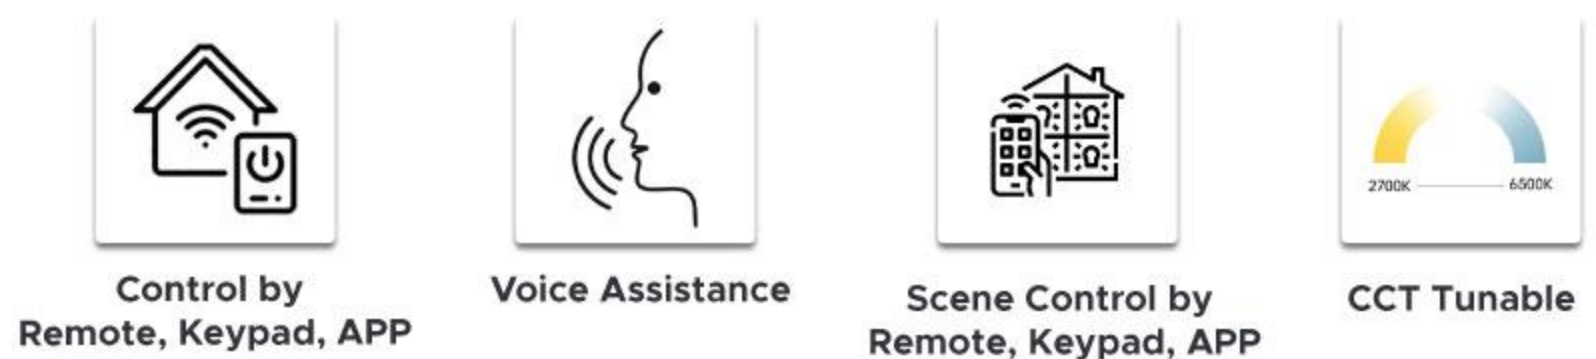 2700K
6500K
Control by
Remote, Keypad, APP
Voice Assistance
Scene Control by
Remote, Keypad, APP
CCT Tunable